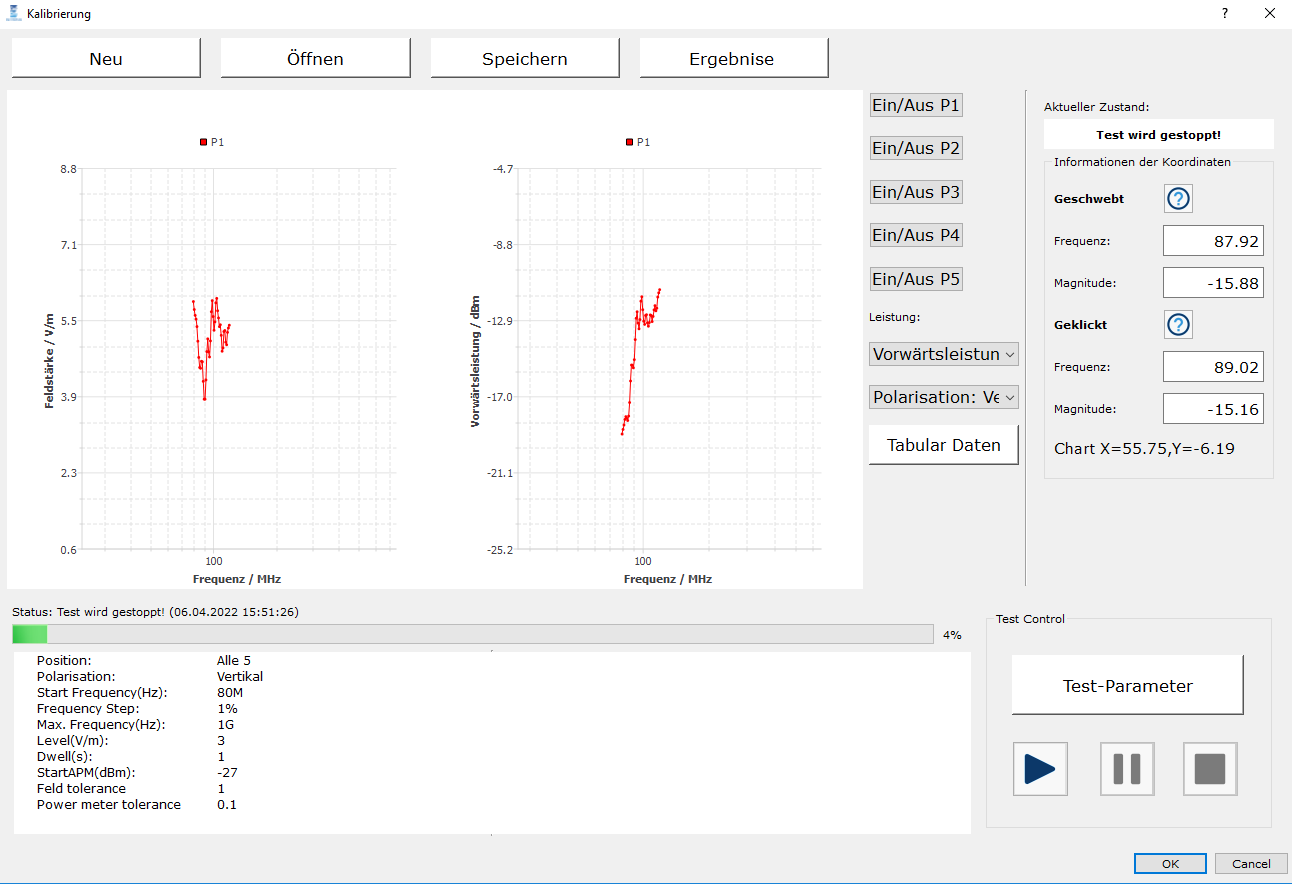 Kalibrierung
?
Neu
Öffnen
Speichern
Ergebnise
P1
8.8
7.1
5.5
3.9
2.3
0.6
Feldstärke / V/m
100
Frequenz / MHz
P1
-4.7
-8.8
-12.9
-17.0
-21.1
-25.2
Vorwärtsleistung / dBm
100
Frequenz / MHz
Ein/Aus P1
Ein/Aus P2
Ein/Aus P3
Ein/Aus P4
Ein/Aus P5
Leistung:
Vorwärtsleistun
Polarisation: Ve
Tabular Daten
Aktueller Zustand:
Test wird gestoppt!
Informationen der Koordinaten
Geschwebt ?
Frequenz: 87.92
Magnitude: -15.88
Geklickt ?
Frequenz: 89.02
Magnitude: -15.16
Chart X=55.75,Y=-6.19
Status: Test wird gestoppt! (06.04.2022 15:51:26)
4%
Position: Alle 5
Polarisation: Vertikal
Start Frequency(Hz): 80M
Frequency Step: 1%
Max. Frequency(Hz): 1G
Level(V/m): 3
Dwell(s): 1
StartAPM(dBm): -27
Feld tolerance 1
Power meter tolerance 0.1
Test Control
Test-Parameter
OK
Cancel